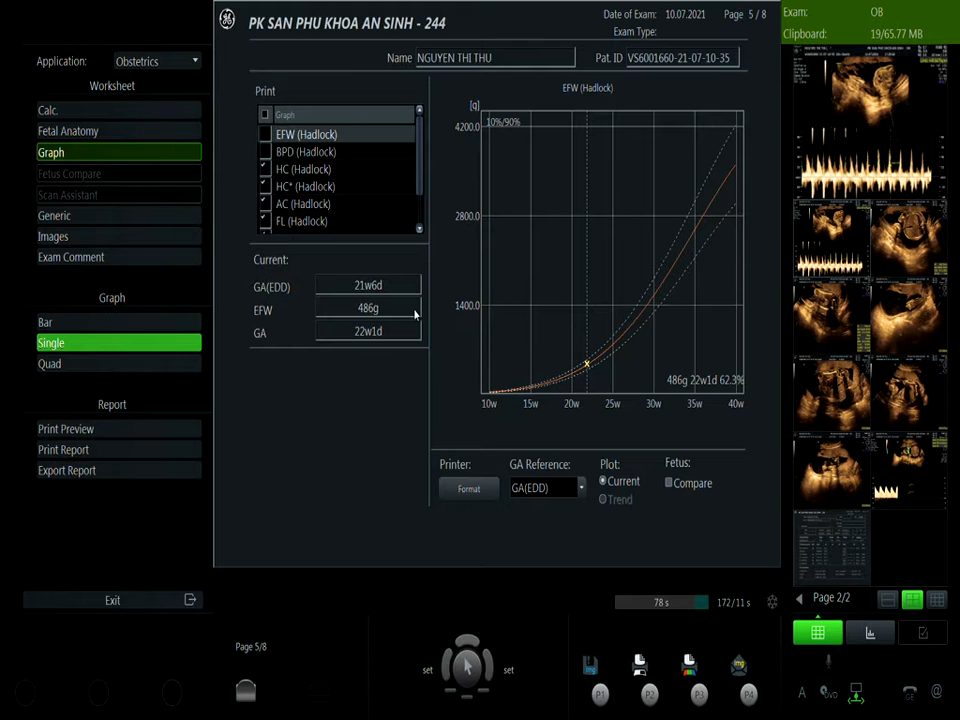 PK SAN PHU KHOA AN SINH - 244
Date of Exam: 10.07.2021 Page 5 / 8
Exam Type:
Exam: OB
Clipboard: 19/65.77 MB
Name NGUYEN THI THU Pat. ID VS6001660-21-07-10-35
Application: Obstetrics
Worksheet
Calc.
Fetal Anatomy
Graph
Fetus Compare
Scan Assistant
Generic
Images
Exam Comment
Graph
Bar
Single
Quad
Report
Print Preview
Print Report
Export Report
Exit
Print
Graph
EFW (Hadlock)
BPD (Hadlock)
HC (Hadlock)
HC* (Hadlock)
AC (Hadlock)
FL (Hadlock)
Current:
GA(EDD) 21w6d
EFW 486g
GA 22w1d
EFW (Hadlock)
[g]
10%/90%
4200.0
2800.0
1400.0
486g 22w1d 62.3%
10w 15w 20w 25w 30w 35w 40w
Printer: GA Reference: Plot: Fetus:
Format GA(EDD) Current Compare
Trend
78 s 172/11 s
Page 2/2
Page 5/8
set set
P1 P2 P3 P4
Img
A DVD @